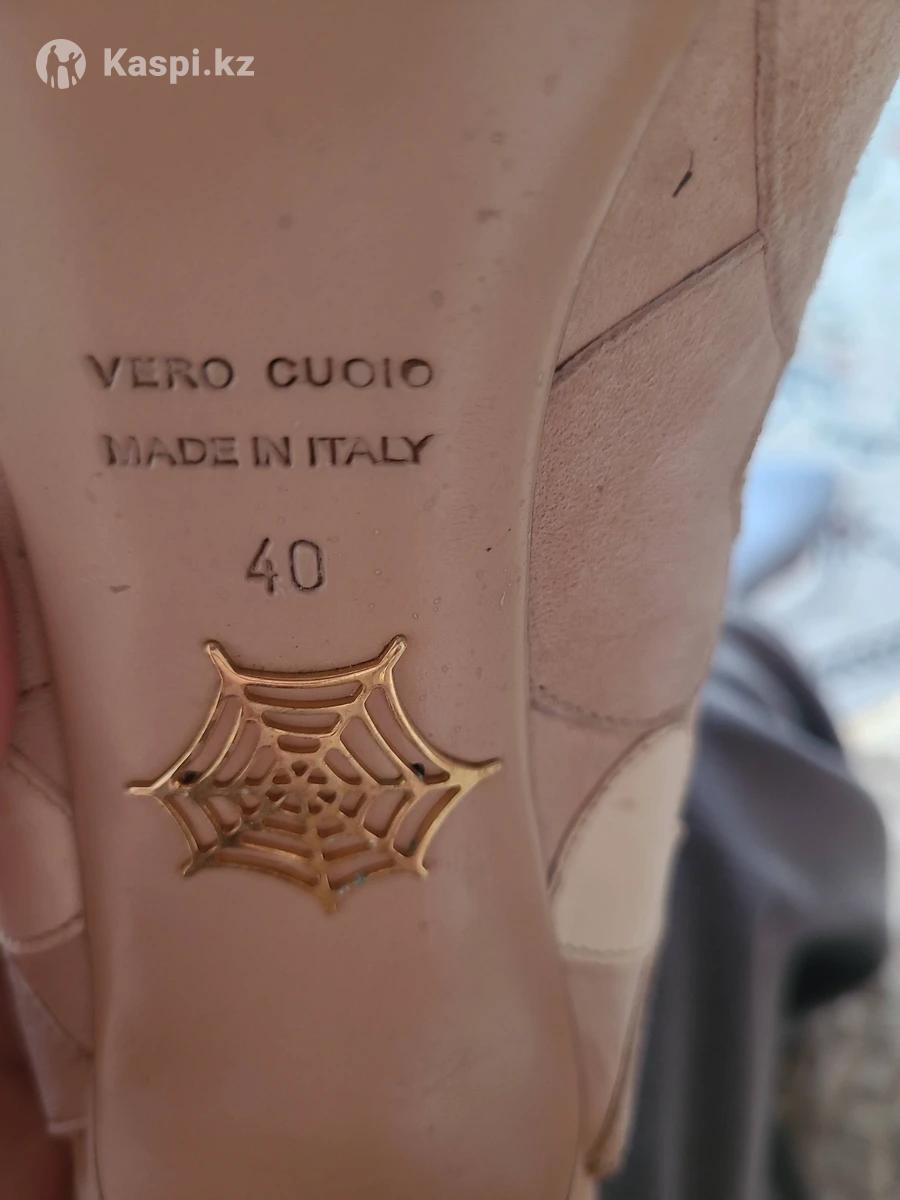 Kaspi.kz
VERO CUOIO
MADE IN ITALY
40